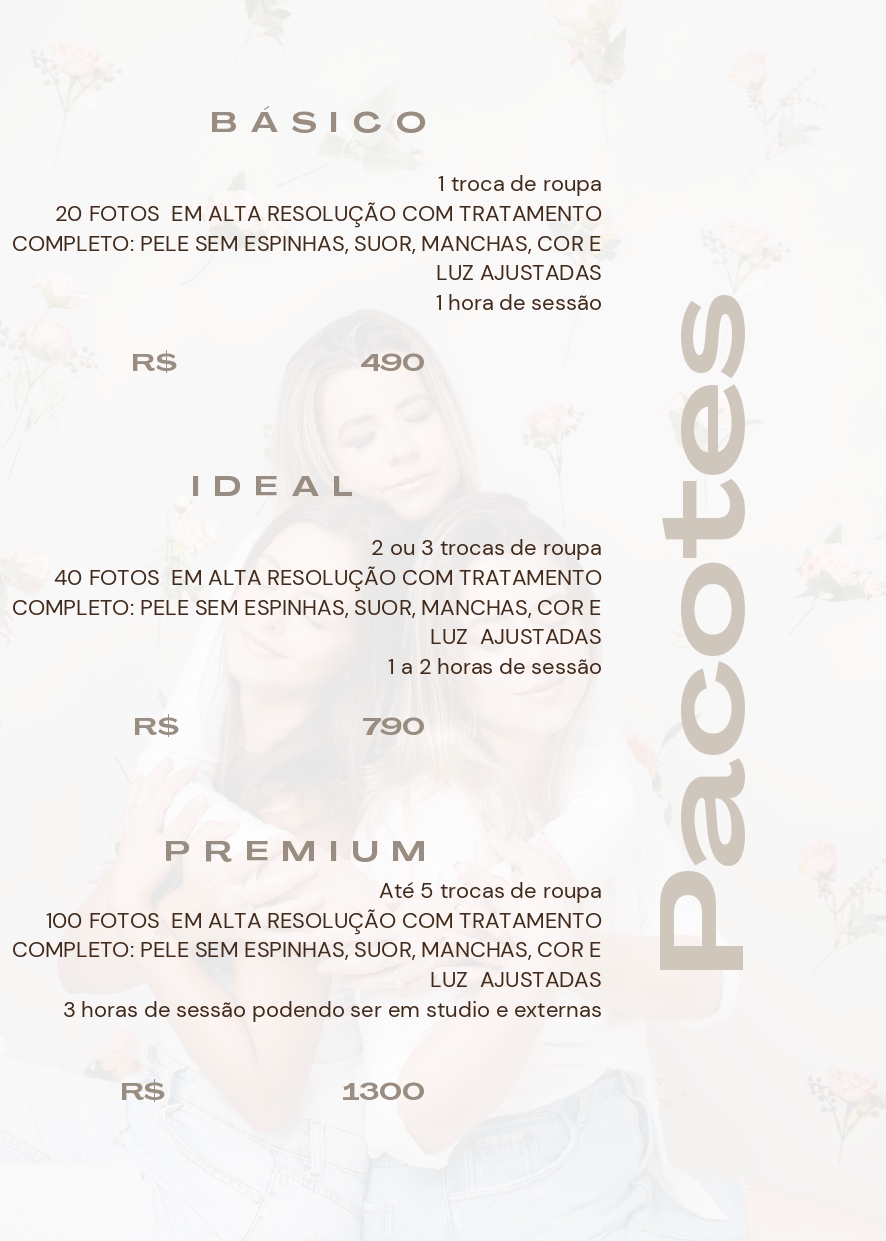 BÁSICO
1 troca de roupa
20 FOTOS  EM ALTA RESOLUÇÃO COM TRATAMENTO
COMPLETO: PELE SEM ESPINHAS, SUOR, MANCHAS, COR E
LUZ AJUSTADAS
1 hora de sessão
R$ 490
IDEAL
2 ou 3 trocas de roupa
40 FOTOS  EM ALTA RESOLUÇÃO COM TRATAMENTO
COMPLETO: PELE SEM ESPINHAS, SUOR, MANCHAS, COR E
LUZ  AJUSTADAS
1 a 2 horas de sessão
R$ 790
PREMIUM
Até 5 trocas de roupa
100 FOTOS  EM ALTA RESOLUÇÃO COM TRATAMENTO
COMPLETO: PELE SEM ESPINHAS, SUOR, MANCHAS, COR E
LUZ  AJUSTADAS
3 horas de sessão podendo ser em studio e externas
R$ 1300
Pacotes